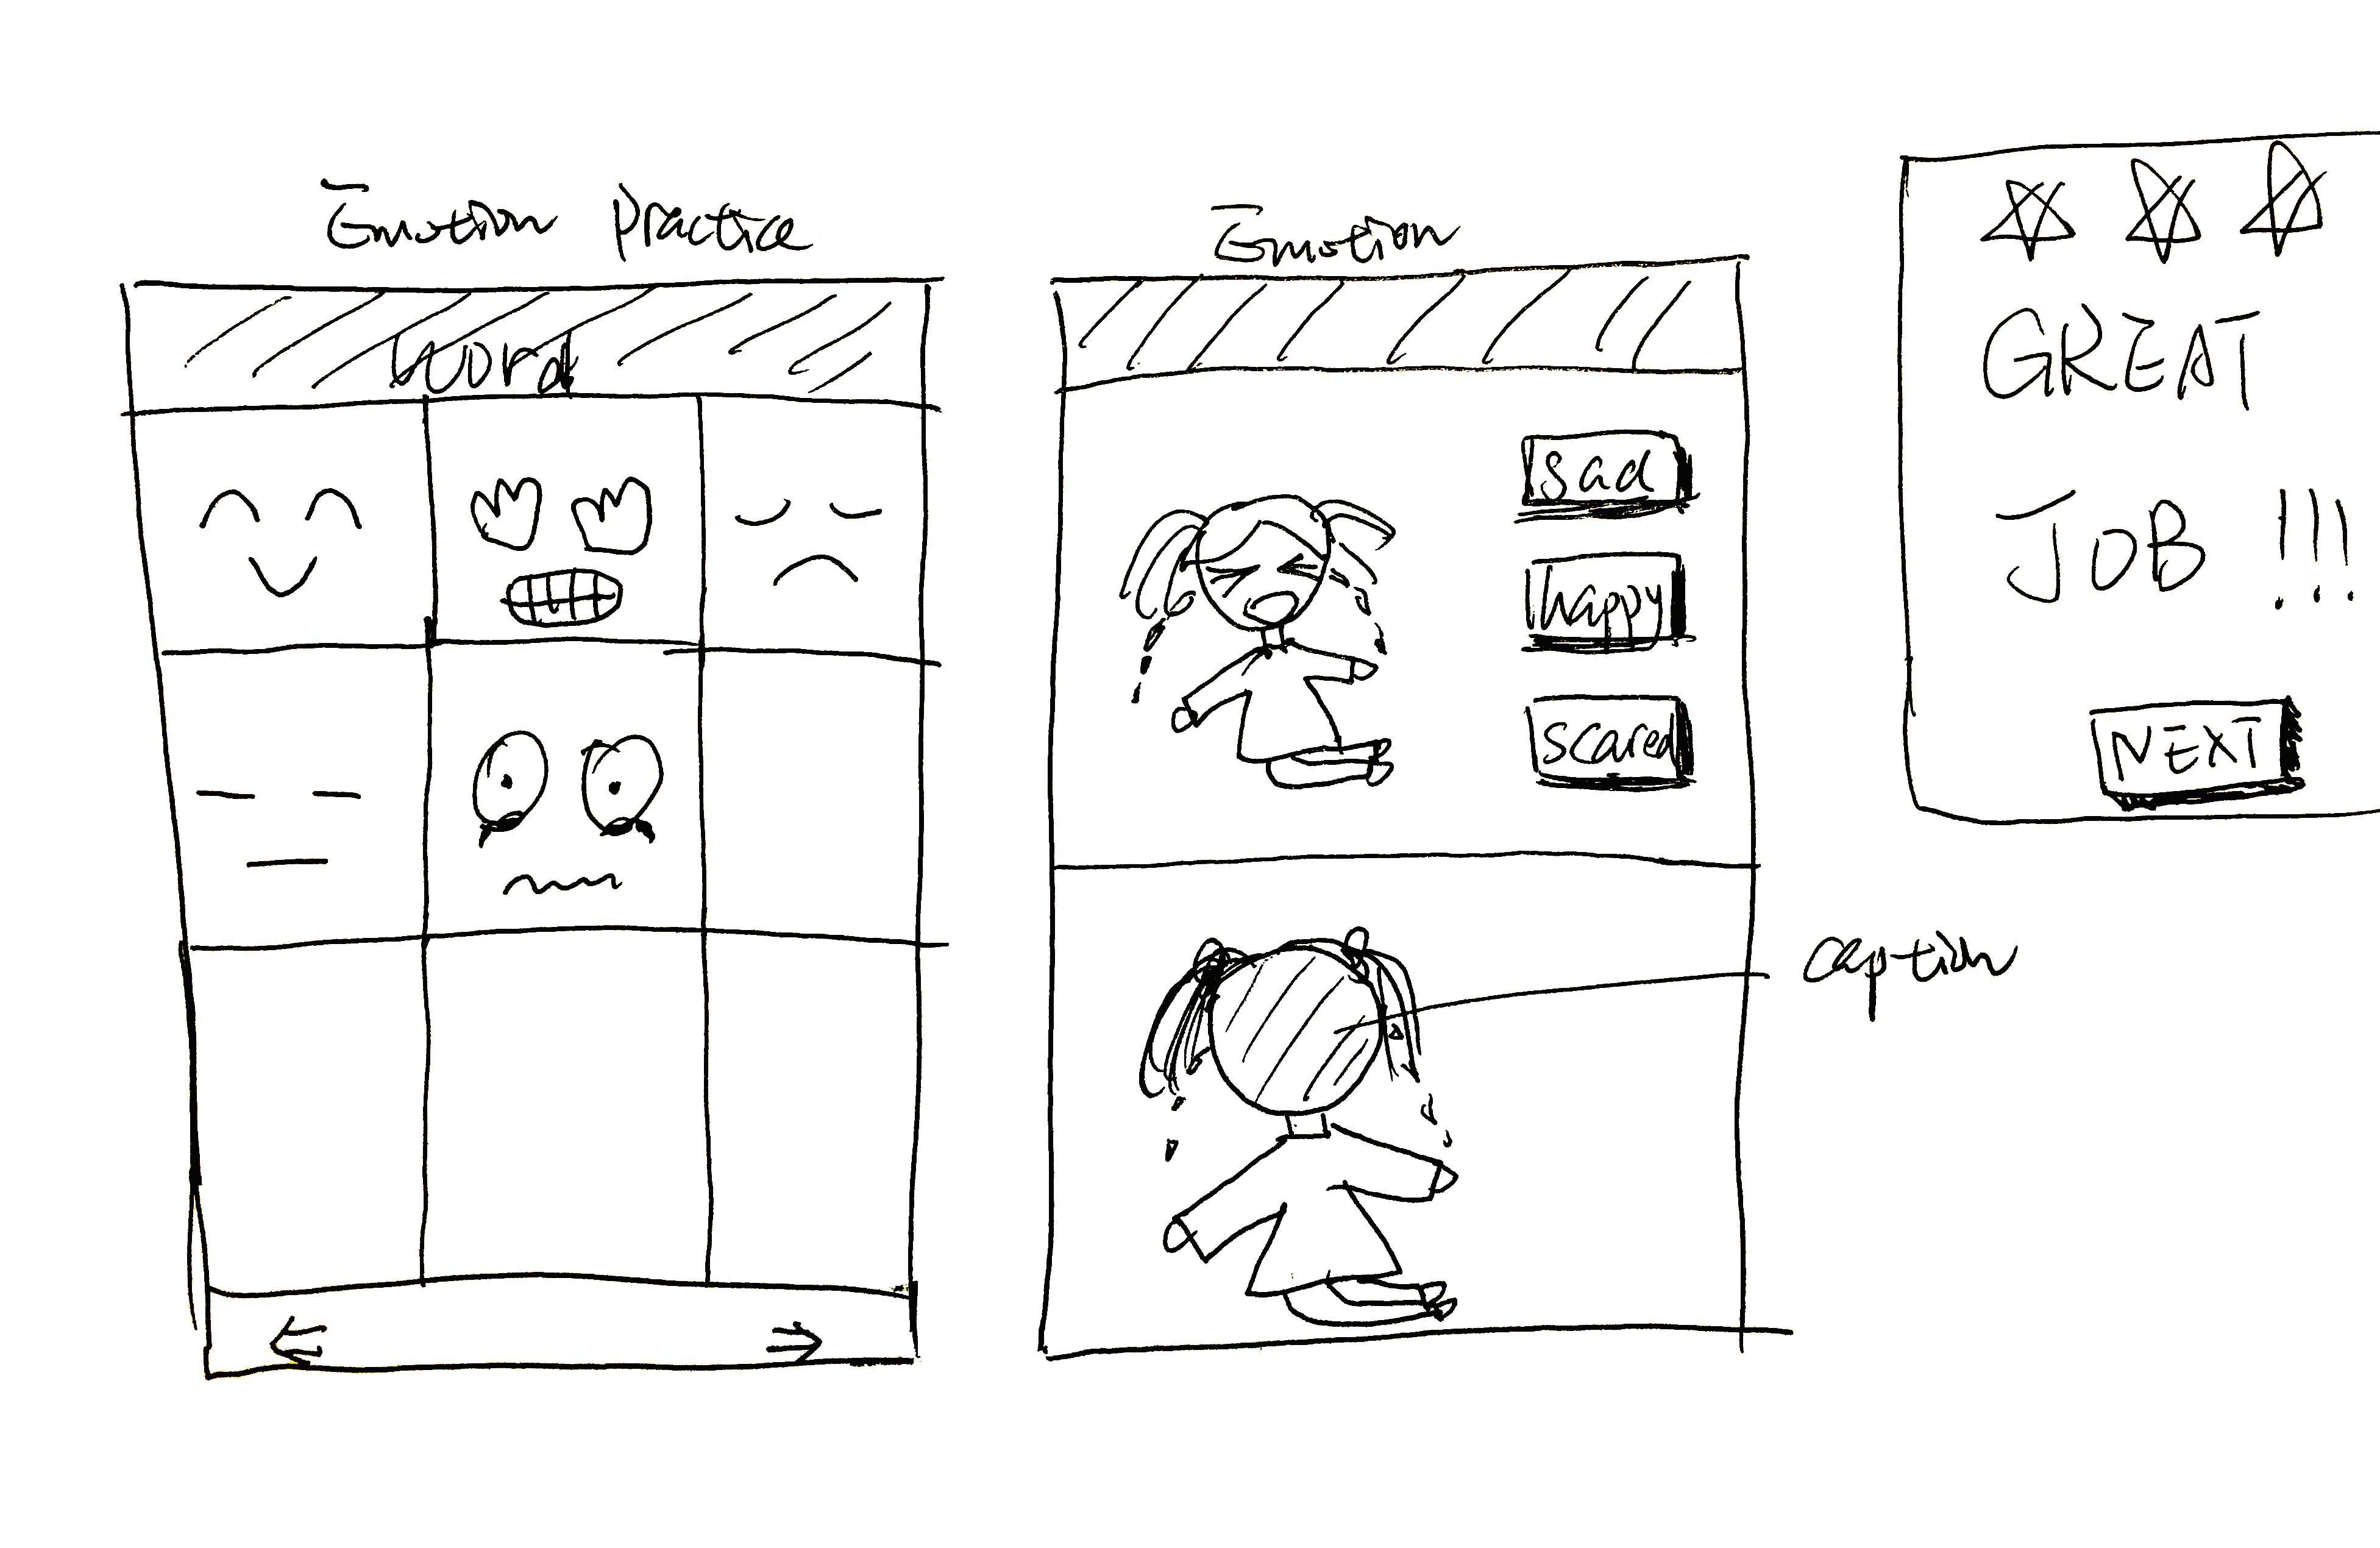 Emotion Practice
word
Emotion
sad
happy
scared
caption
GREAT
JOB !!!
NEXT